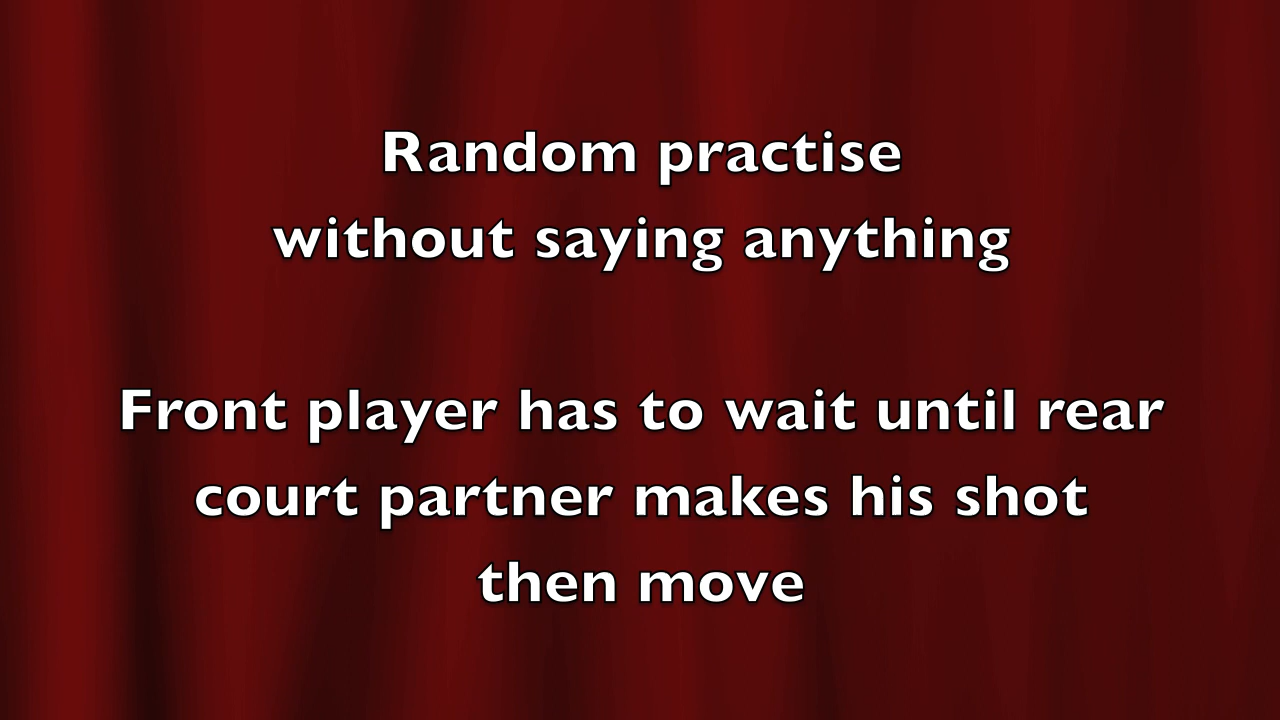 Random practise
without saying anything
Front player has to wait until rear
court partner makes his shot
then move